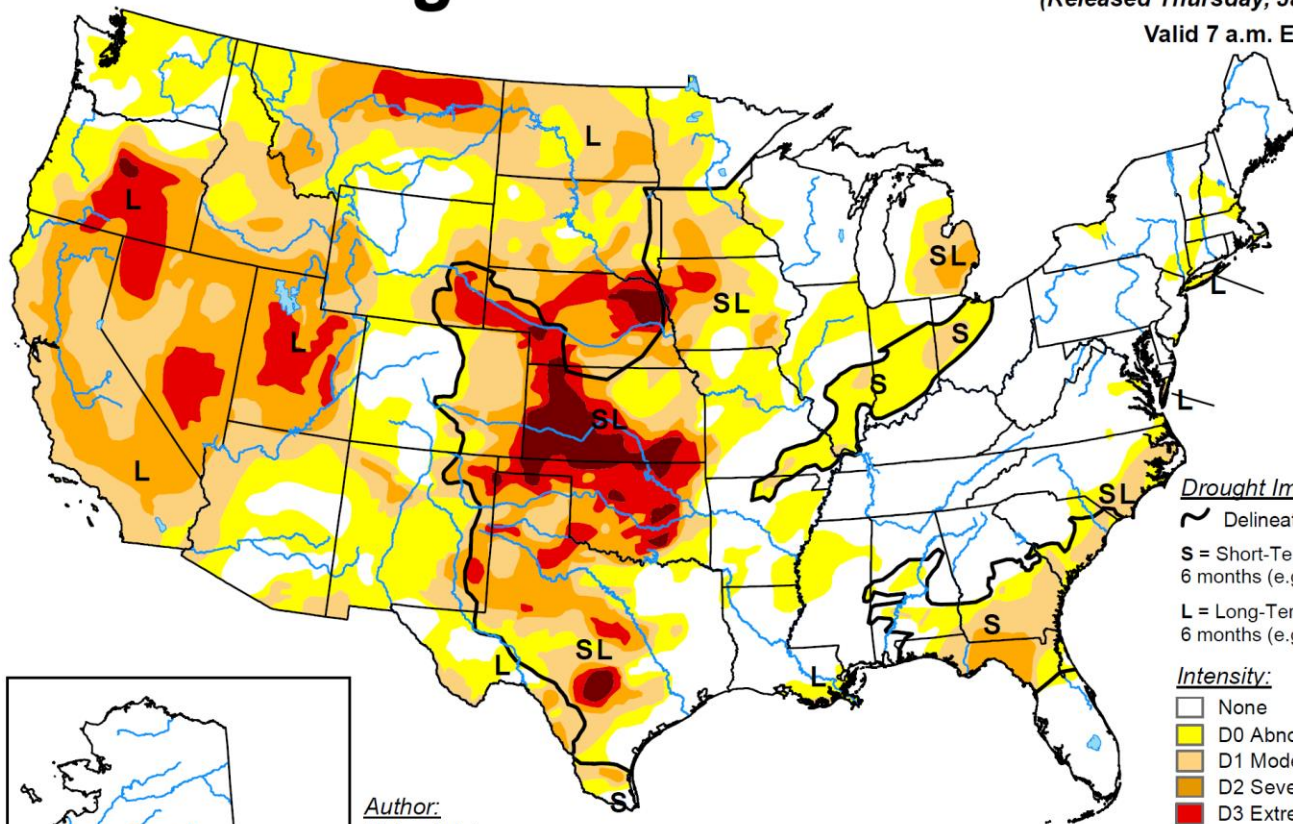 (Released Thursday, Ja
Valid 7 a.m. E
L
L
L
SL
SL
L
S
SL
S
L
L
SL
S
SL
L
L
S
Drought Im
Delineat
S = Short-Te
6 months (e.g
L = Long-Term
6 months (e.g
Intensity:
None
D0 Abno
D1 Mode
D2 Seve
D3 Extre
Author: